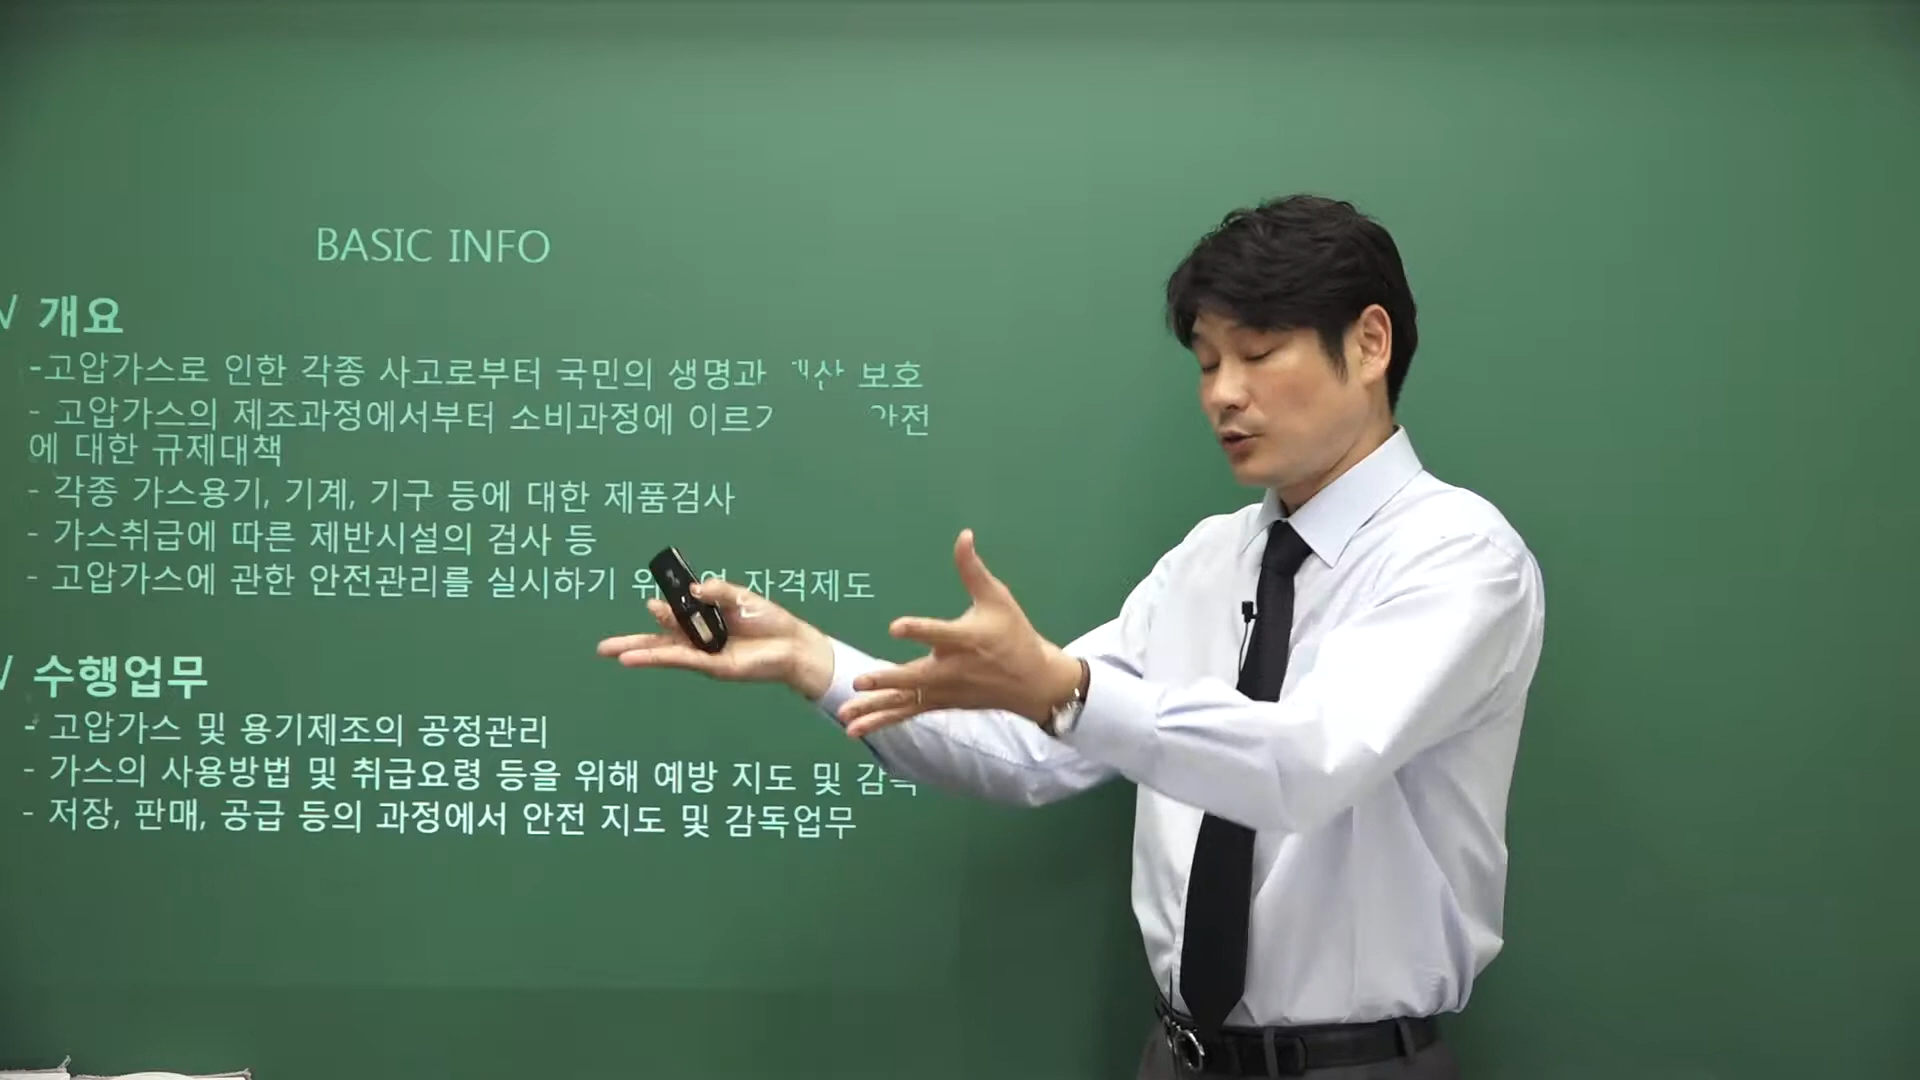 BASIC INFO
√ 개요
-고압가스로 인한 각종 사고로부터 국민의 생명과 보호
- 고압가스의 제조과정에서부터 소비과정에 안전
에 대한 규제대책
- 각종 가스용기, 기계, 기구 등에 대한 제품검사
- 가스취급에 따른 제반시설의 검사 등
- 고압가스에 관한 안전관리를 실시하기 자격제도
√ 수행업무
- 고압가스 및 용기제조의 공정관리
- 가스의 사용방법 및 취급요령 등을 위해 예방 지도 및
- 저장, 판매, 공급 등의 과정에서 안전 지도 및 감독업무